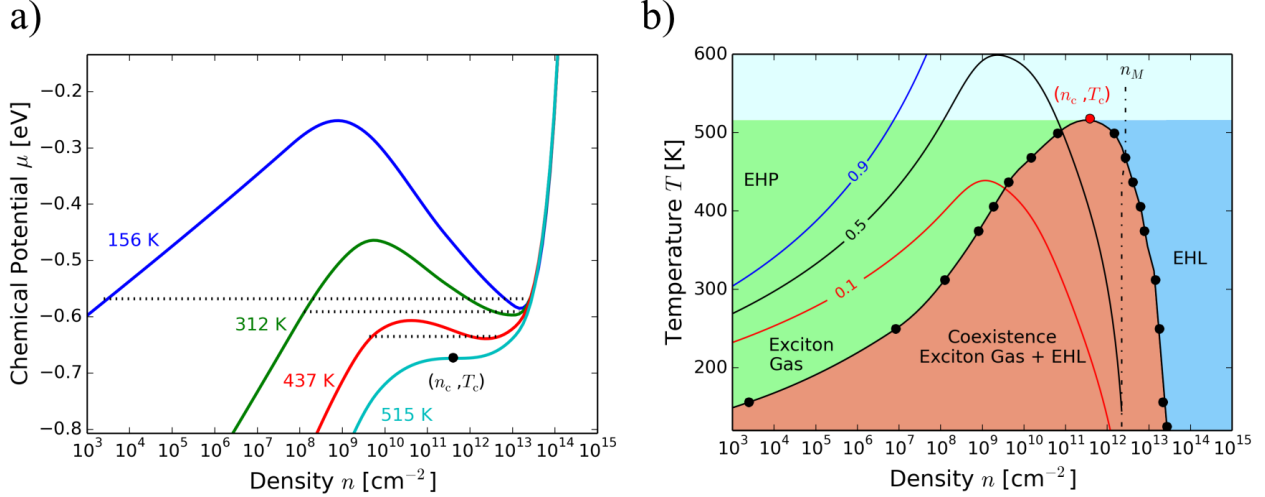 a)
Chemical Potential μ [eV]
−0.2
−0.3
−0.4
−0.5
−0.6
−0.7
−0.8
156 K
312 K
437 K
515 K
(n_c ,T_c)
10^3 10^4 10^5 10^6 10^7 10^8 10^9 10^10 10^11 10^12 10^13 10^14 10^15
Density n [cm^−2]
b)
Temperature T [K]
600
500
400
300
200
n_M
(n_c ,T_c)
0.9
0.5
0.1
EHP
EHL
Exciton
Gas
Coexistence
Exciton Gas + EHL
10^3 10^4 10^5 10^6 10^7 10^8 10^9 10^10 10^11 10^12 10^13 10^14 10^15
Density n [cm^−2]